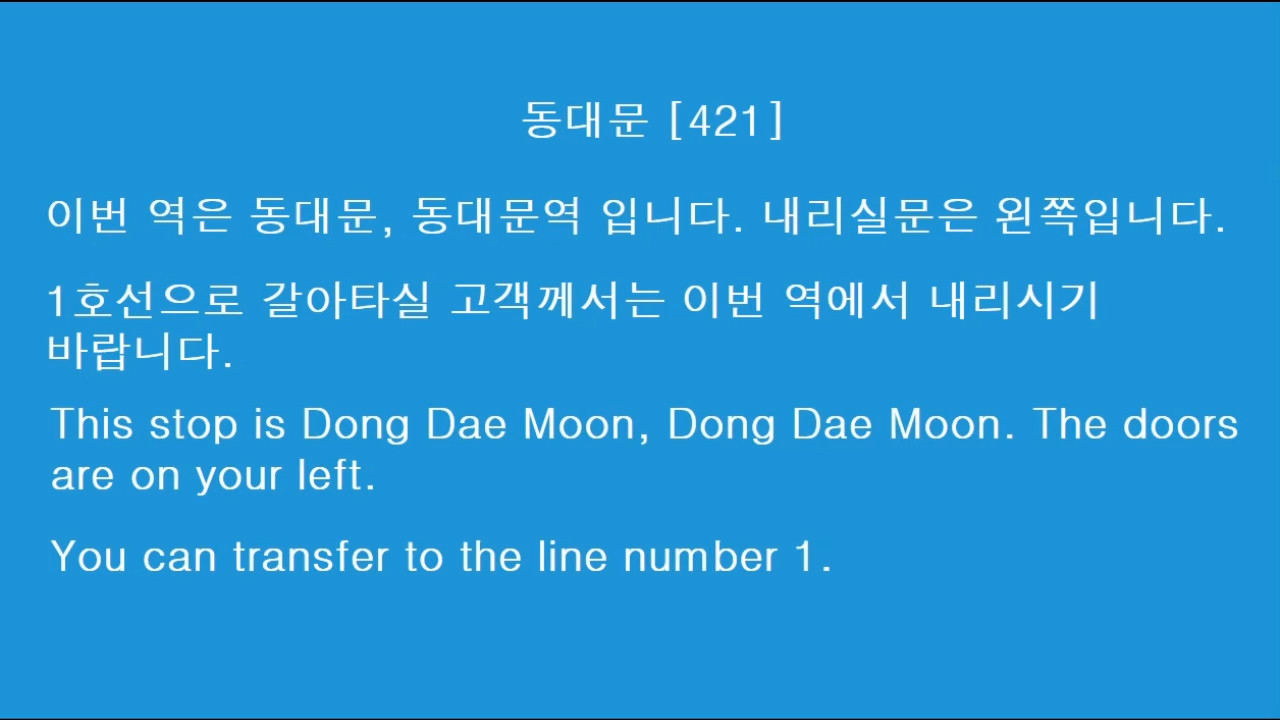 동대문 [421]
이번 역은 동대문, 동대문역 입니다. 내리실문은 왼쪽입니다.
1호선으로 갈아타실 고객께서는 이번 역에서 내리시기
바랍니다.
This stop is Dong Dae Moon, Dong Dae Moon. The doors
are on your left.
You can transfer to the line number 1.